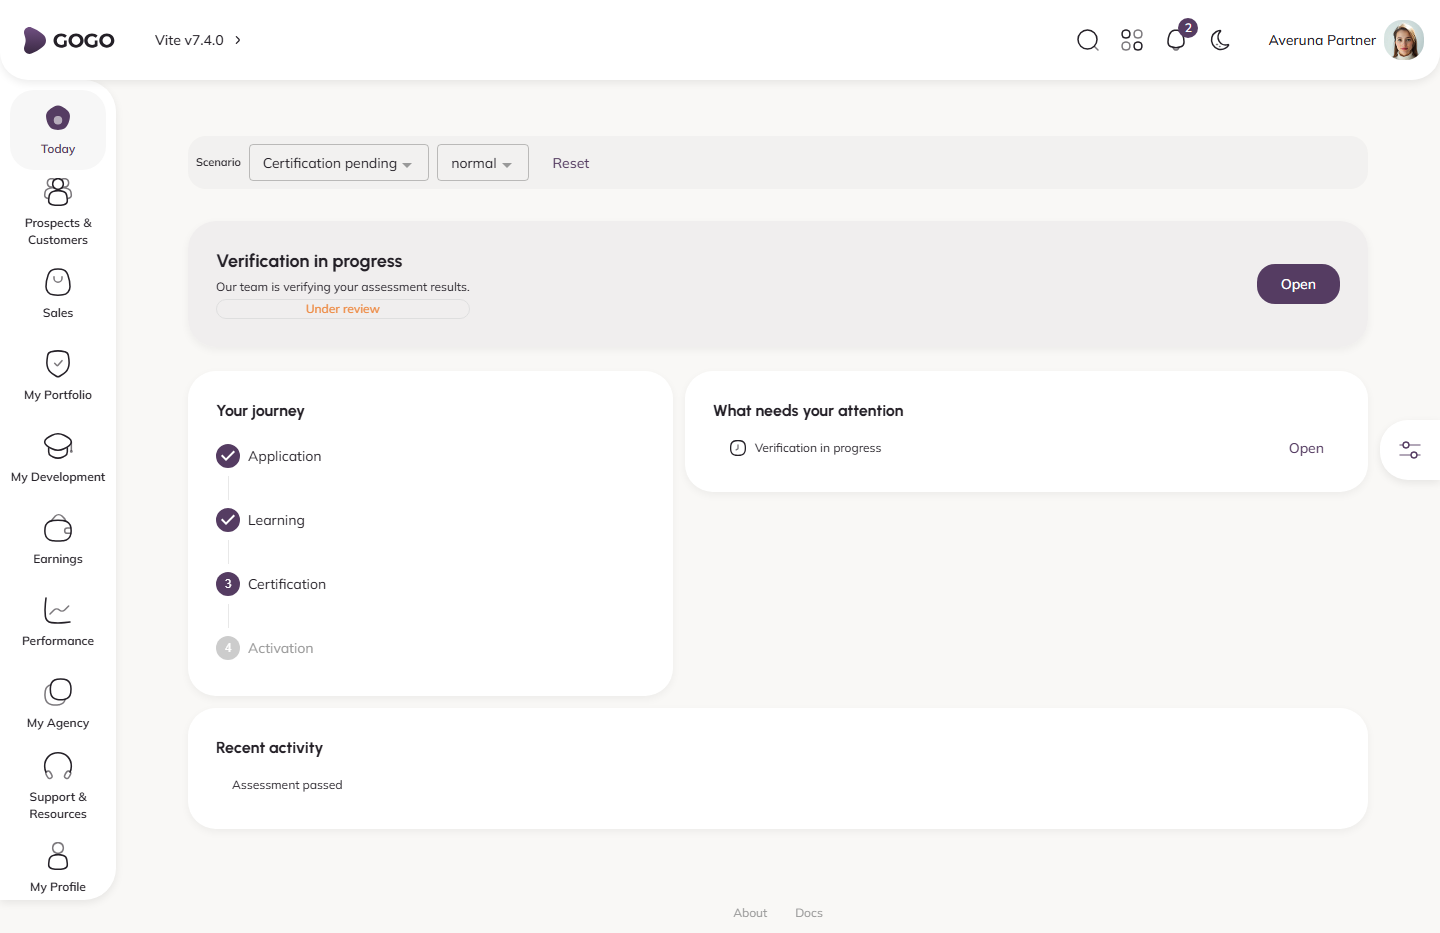 GOGO
Vite v7.4.0
2
Averuna Partner
Today
Prospects &
Customers
Sales
My Portfolio
My Development
Earnings
Performance
My Agency
Support &
Resources
My Profile
Scenario
Certification pending
normal
Reset
Verification in progress
Our team is verifying your assessment results.
Under review
Open
Your journey
Application
Learning
3 Certification
4 Activation
What needs your attention
Verification in progress
Open
Recent activity
Assessment passed
About
Docs